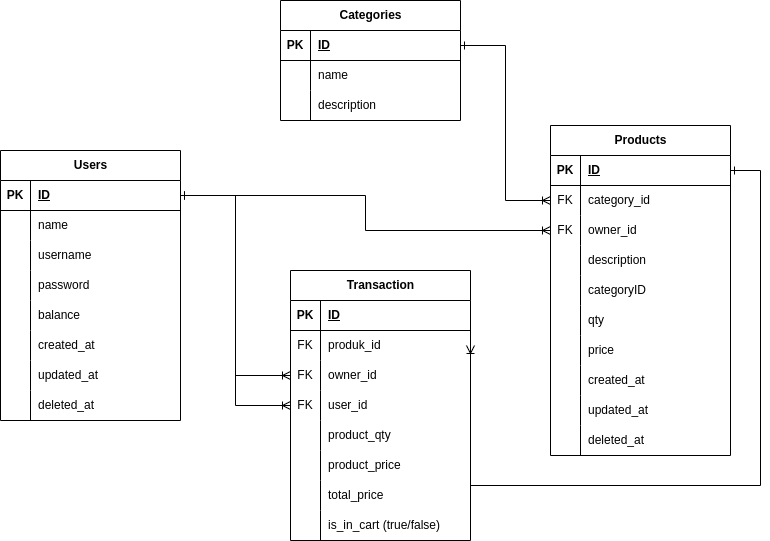 Categories
PK ID
name
description
Users
PK ID
name
username
password
balance
created_at
updated_at
deleted_at
Transaction
PK ID
FK produk_id
FK owner_id
FK user_id
product_qty
product_price
total_price
is_in_cart (true/false)
Products
PK ID
FK category_id
FK owner_id
description
categoryID
qty
price
created_at
updated_at
deleted_at